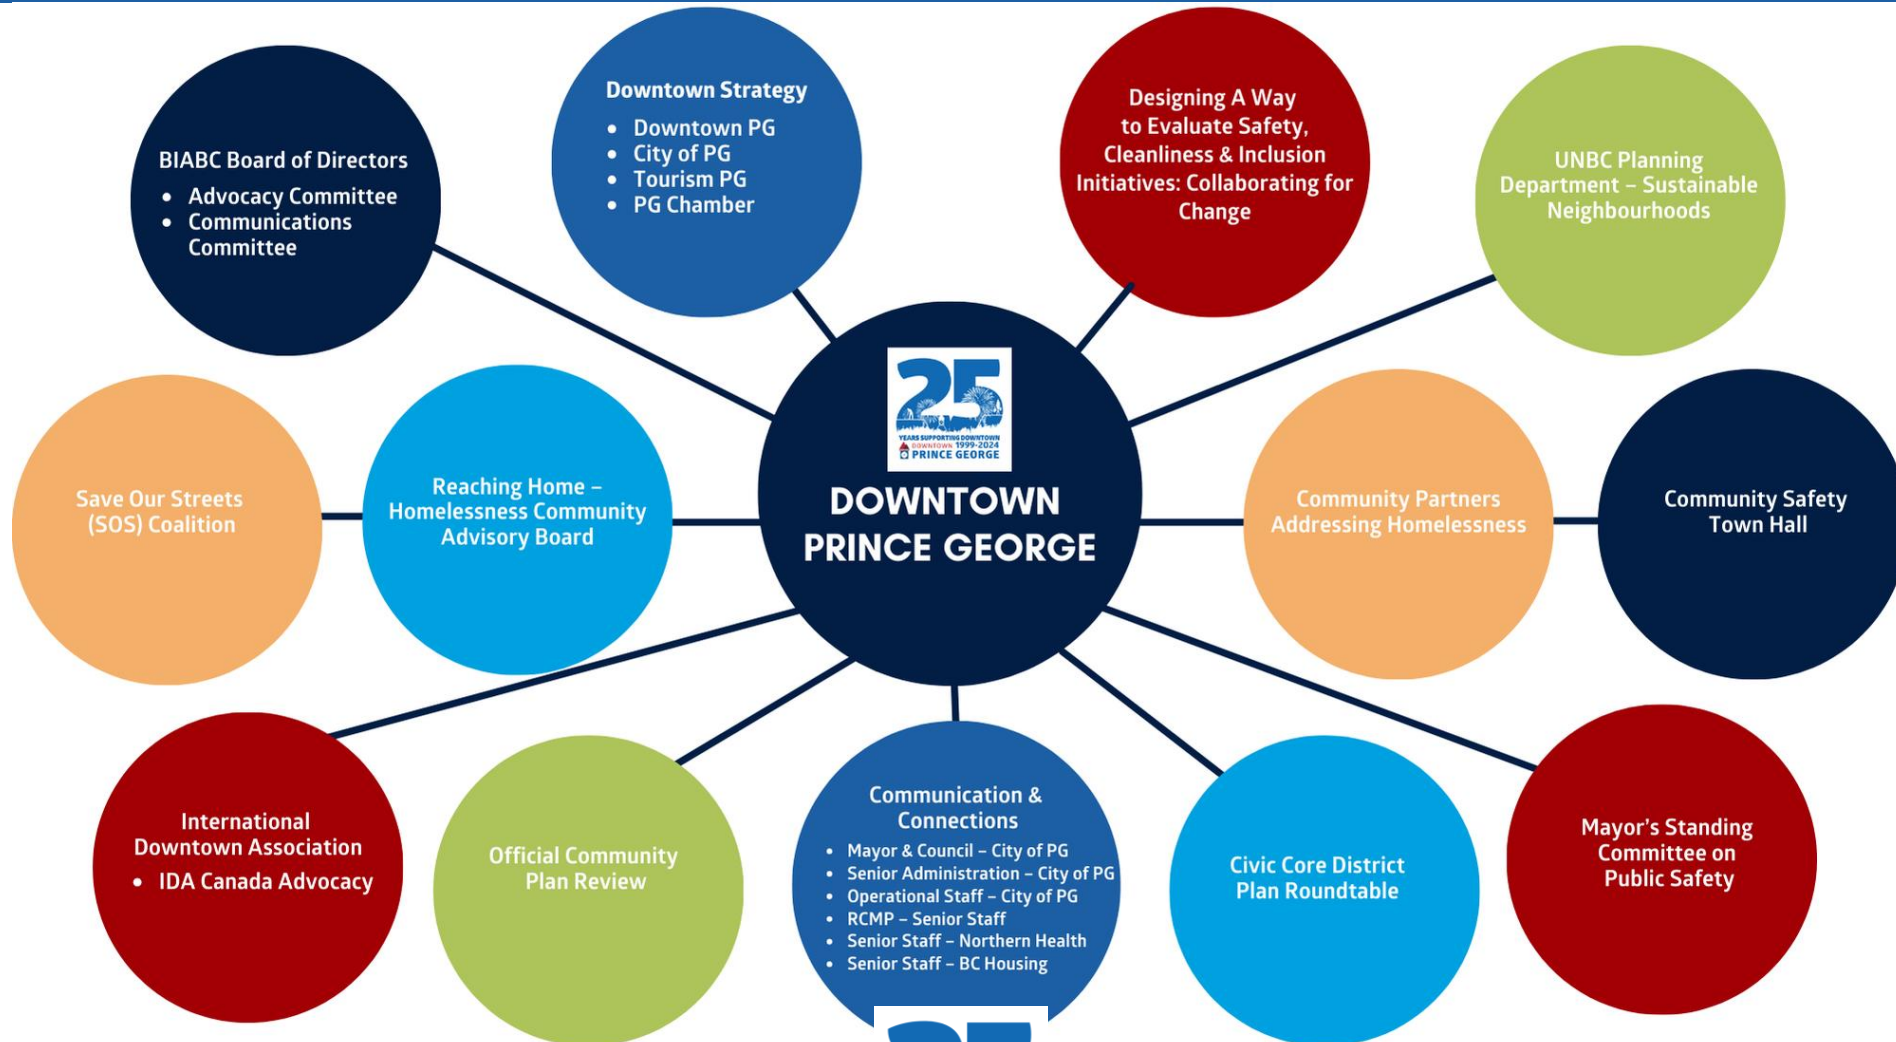 BIABC Board of Directors
• Advocacy Committee
• Communications
Committee
Downtown Strategy
• Downtown PG
• City of PG
• Tourism PG
• PG Chamber
Designing A Way
to Evaluate Safety,
Cleanliness & Inclusion
Initiatives: Collaborating for
Change
UNBC Planning
Department – Sustainable
Neighbourhoods
Save Our Streets
(SOS) Coalition
Reaching Home –
Homelessness Community
Advisory Board
25
YEARS SUPPORTING DOWNTOWN
DOWNTOWN 1999-2024
PRINCE GEORGE
DOWNTOWN
PRINCE GEORGE
Community Partners
Addressing Homelessness
Community Safety
Town Hall
International
Downtown Association
• IDA Canada Advocacy
Official Community
Plan Review
Communication &
Connections
• Mayor & Council – City of PG
• Senior Administration – City of PG
• Operational Staff – City of PG
• RCMP – Senior Staff
• Senior Staff – Northern Health
• Senior Staff – BC Housing
Civic Core District
Plan Roundtable
Mayor's Standing
Committee on
Public Safety